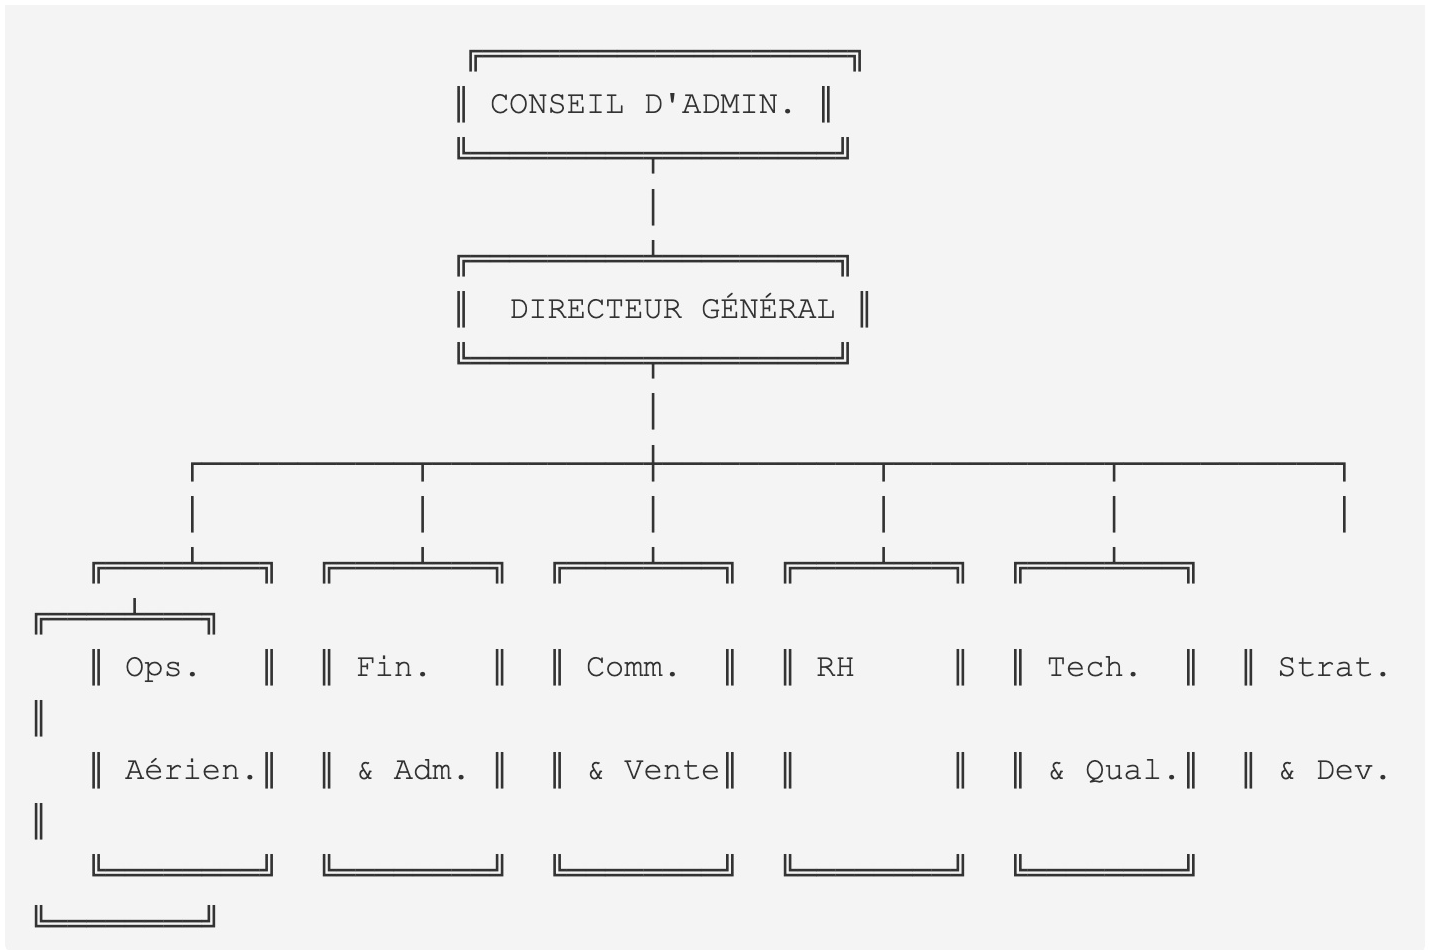 CONSEIL D'ADMIN.
DIRECTEUR GÉNÉRAL
Ops. Fin. Comm. RH Tech. Strat.
Aérien. & Adm. & Vente & Qual. & Dev.